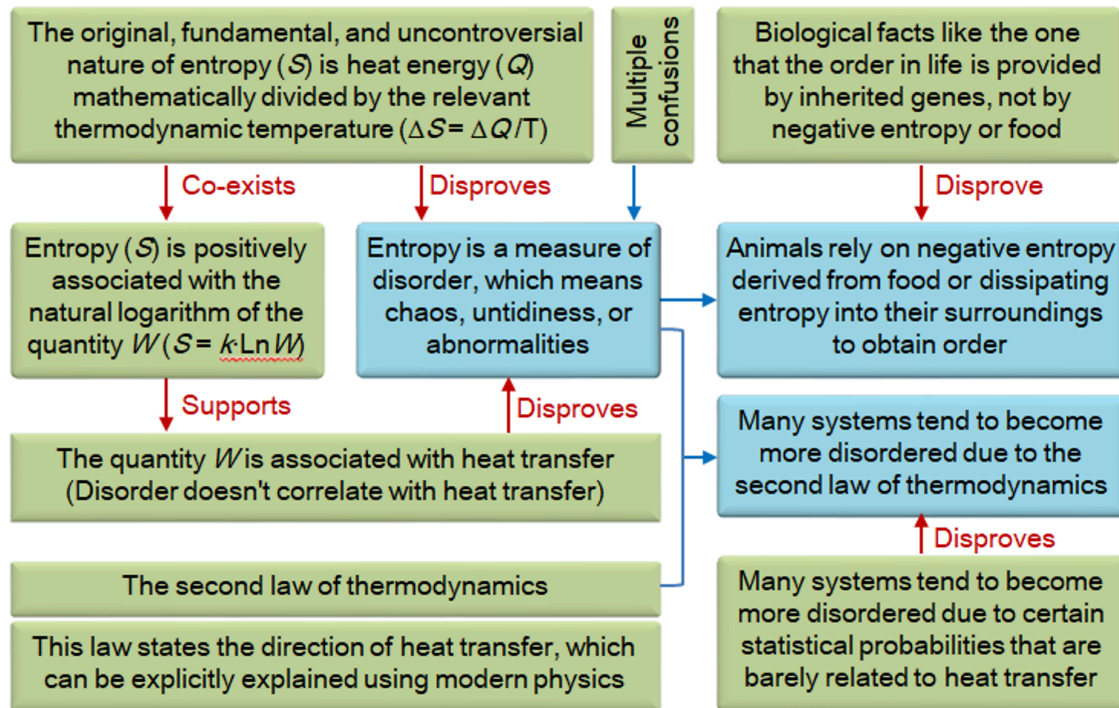 The original, fundamental, and uncontroversial
nature of entropy (S) is heat energy (Q)
mathematically divided by the relevant
thermodynamic temperature (ΔS = ΔQ/T)
Multiple
confusions
Biological facts like the one
that the order in life is provided
by inherited genes, not by
negative entropy or food
Co-exists
Disproves
Disprove
Entropy (S) is positively
associated with the
natural logarithm of the
quantity W (S = k·LnW)
Entropy is a measure of
disorder, which means
chaos, untidiness, or
abnormalities
Animals rely on negative entropy
derived from food or dissipating
entropy into their surroundings
to obtain order
Supports
Disproves
The quantity W is associated with heat transfer
(Disorder doesn't correlate with heat transfer)
Many systems tend to become
more disordered due to the
second law of thermodynamics
Disproves
The second law of thermodynamics
This law states the direction of heat transfer, which
can be explicitly explained using modern physics
Many systems tend to become
more disordered due to certain
statistical probabilities that are
barely related to heat transfer